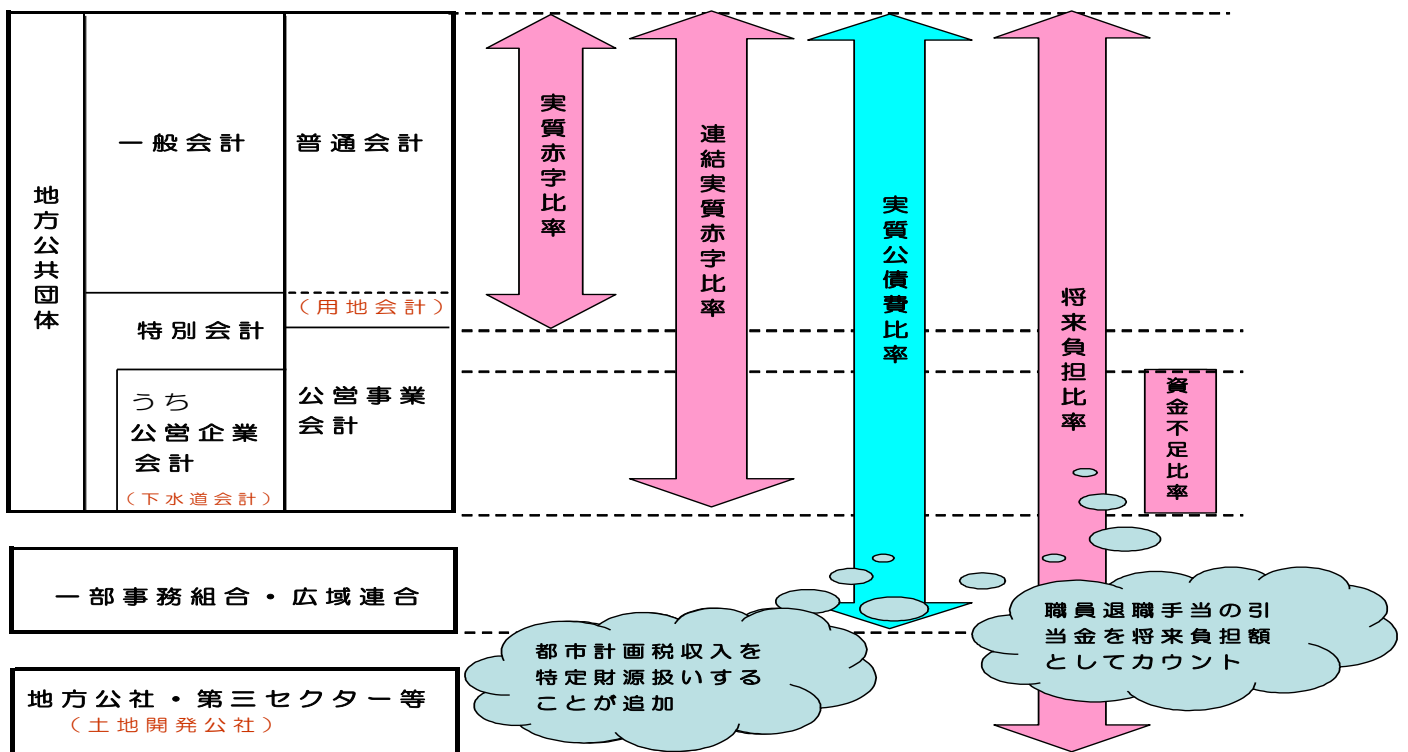 地方公共団体
一般会計
普通会計
(用地会計)
特別会計
うち
公営企業
会計
(下水道会計)
公営事業
会計
一部事務組合・広域連合
地方公社・第三セクター等
(土地開発公社)
実質赤字比率
連結実質赤字比率
実質公債費比率
将来負担比率
資金不足比率
都市計画税収入を
特定財源扱いする
ことが追加
職員退職手当の引
当金を将来負担額
としてカウント